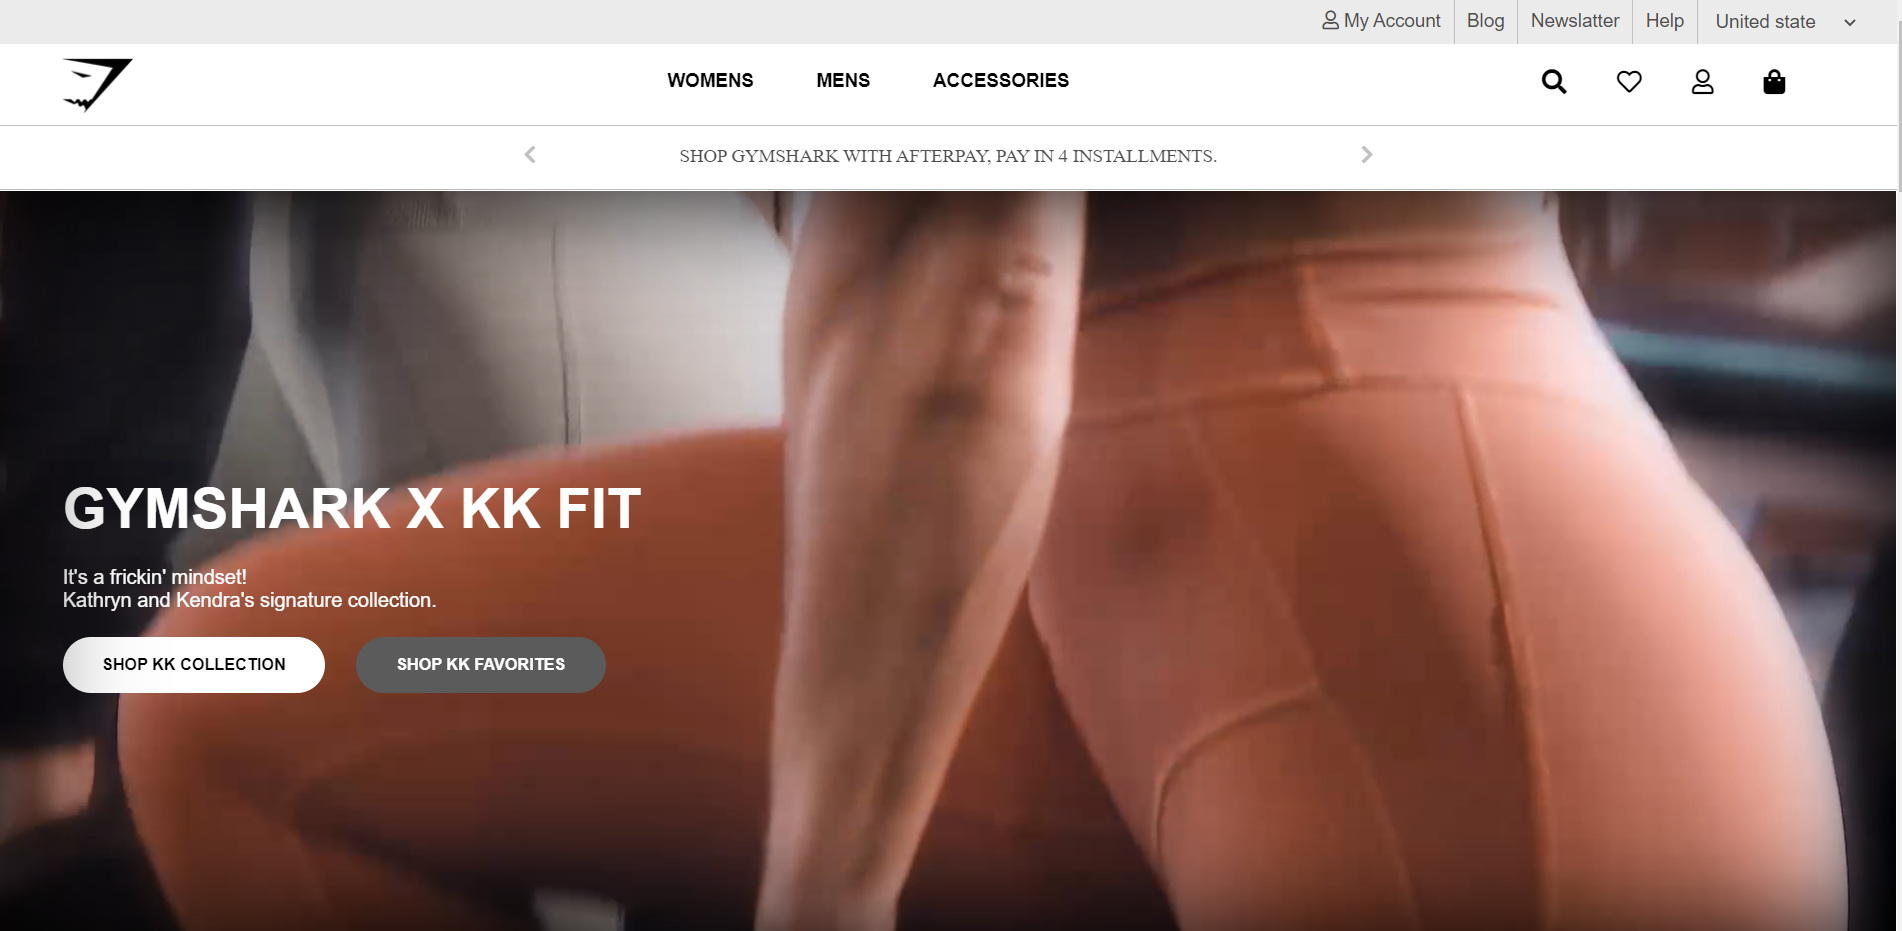 My Account Blog Newslatter Help United state
WOMENS MENS ACCESSORIES
SHOP GYMSHARK WITH AFTERPAY, PAY IN 4 INSTALLMENTS.
GYMSHARK X KK FIT
It's a frickin' mindset!
Kathryn and Kendra's signature collection.
SHOP KK COLLECTION SHOP KK FAVORITES